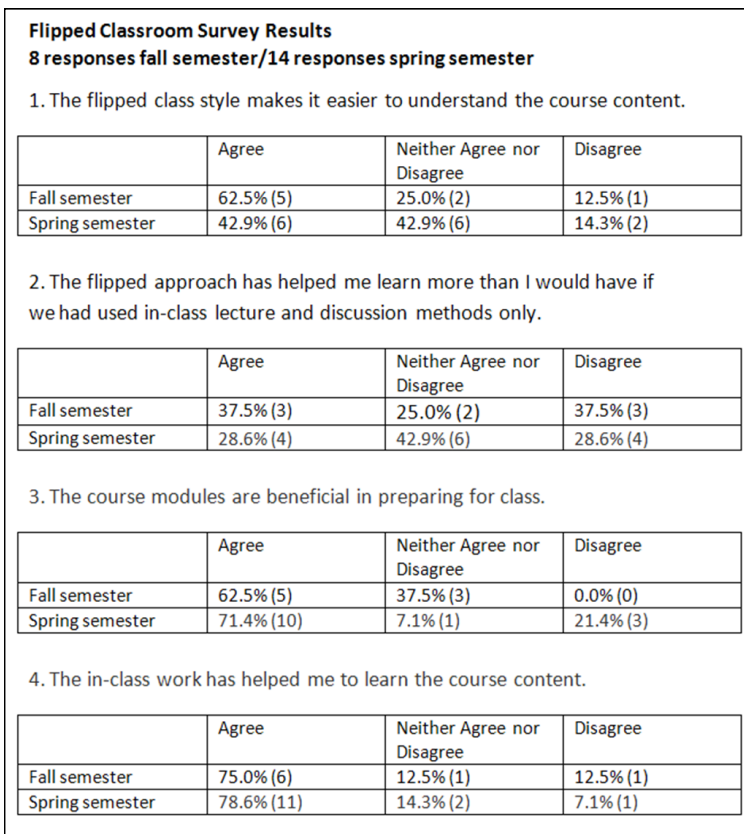 Flipped Classroom Survey Results
8 responses fall semester/14 responses spring semester
1. The flipped class style makes it easier to understand the course content.
Agree Neither Agree nor Disagree
Disagree
Fall semester 62.5% (5) 25.0% (2) 12.5% (1)
Spring semester 42.9% (6) 42.9% (6) 14.3% (2)
2. The flipped approach has helped me learn more than I would have if
we had used in-class lecture and discussion methods only.
Agree Neither Agree nor Disagree
Disagree
Fall semester 37.5% (3) 25.0% (2) 37.5% (3)
Spring semester 28.6% (4) 42.9% (6) 28.6% (4)
3. The course modules are beneficial in preparing for class.
Agree Neither Agree nor Disagree
Disagree
Fall semester 62.5% (5) 37.5% (3) 0.0% (0)
Spring semester 71.4% (10) 7.1% (1) 21.4% (3)
4. The in-class work has helped me to learn the course content.
Agree Neither Agree nor Disagree
Disagree
Fall semester 75.0% (6) 12.5% (1) 12.5% (1)
Spring semester 78.6% (11) 14.3% (2) 7.1% (1)